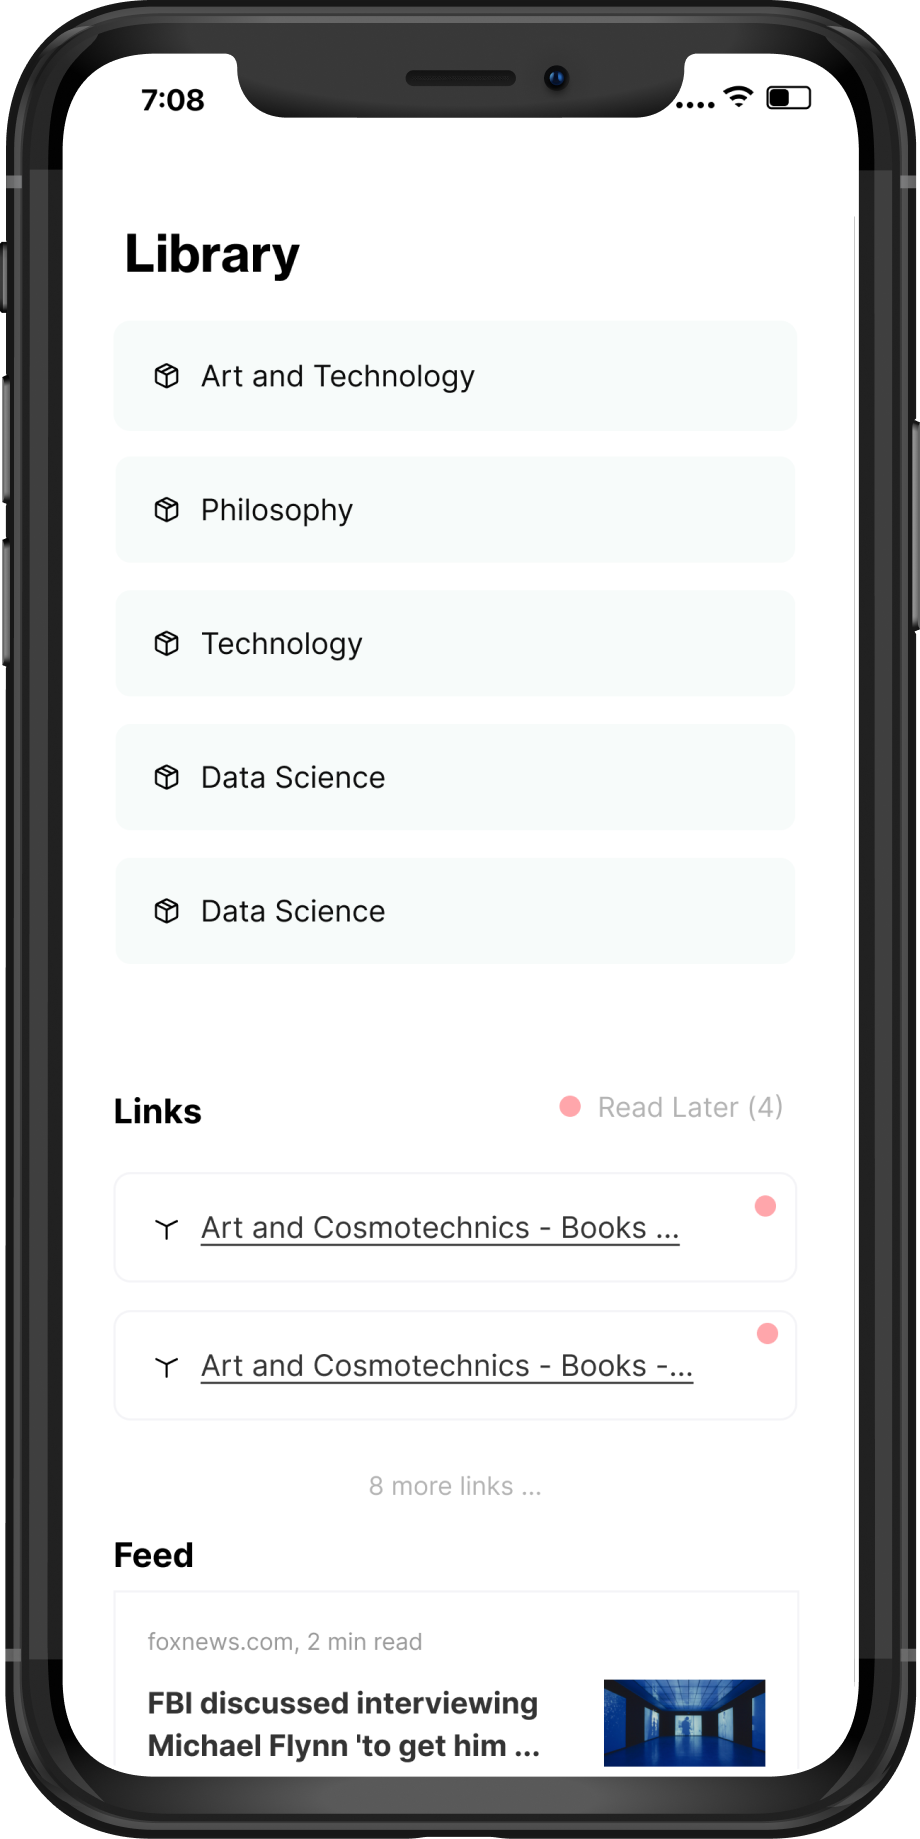 7:08
Library
Art and Technology
Philosophy
Technology
Data Science
Data Science
Links
Read Later (4)
Art and Cosmotechnics - Books ...
Art and Cosmotechnics - Books -...
8 more links ...
Feed
foxnews.com, 2 min read
FBI discussed interviewing
Michael Flynn 'to get him ...